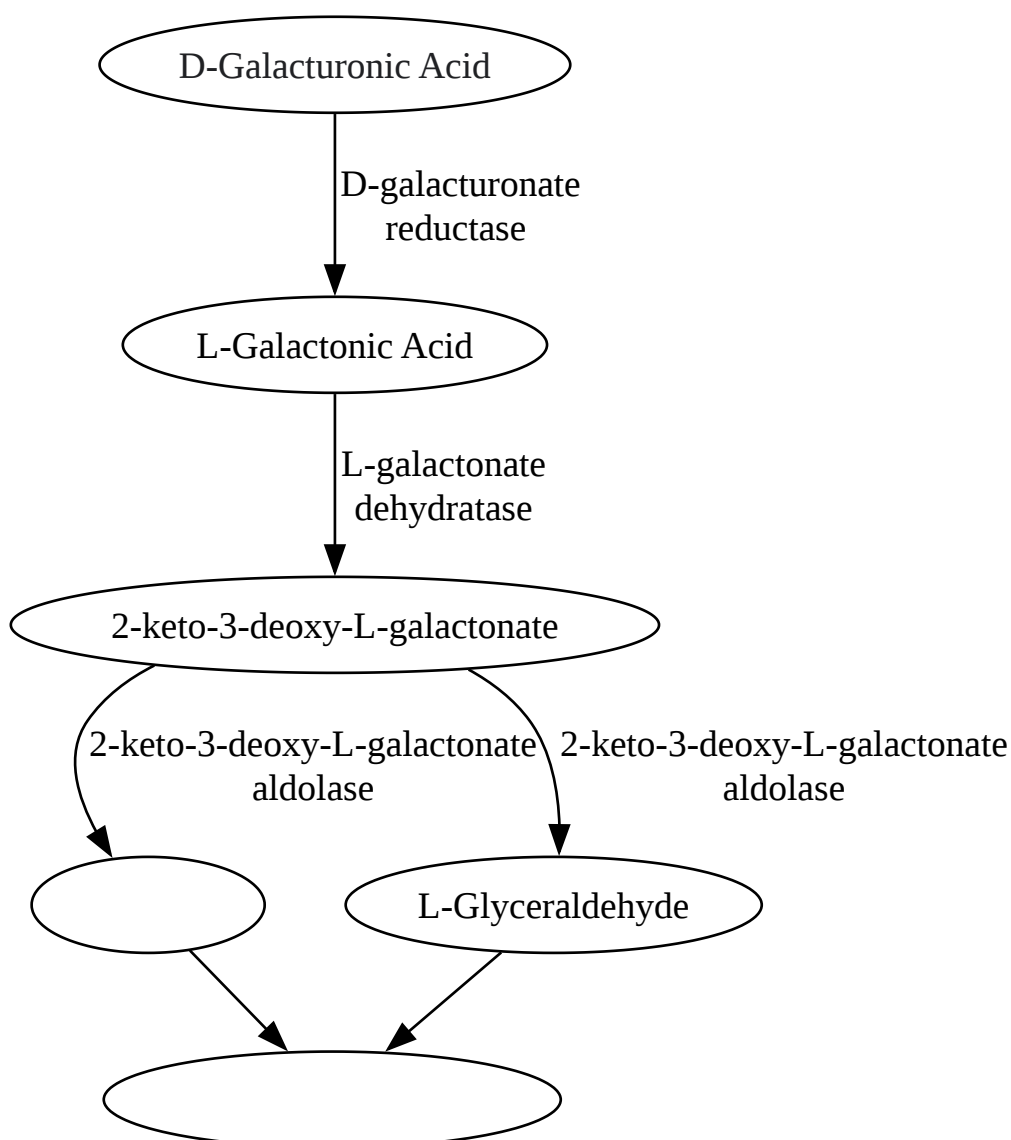 D-Galacturonic Acid
D-galacturonate
reductase
L-Galactonic Acid
L-galactonate
dehydratase
2-keto-3-deoxy-L-galactonate
2-keto-3-deoxy-L-galactonate
aldolase
2-keto-3-deoxy-L-galactonate
aldolase
L-Glyceraldehyde